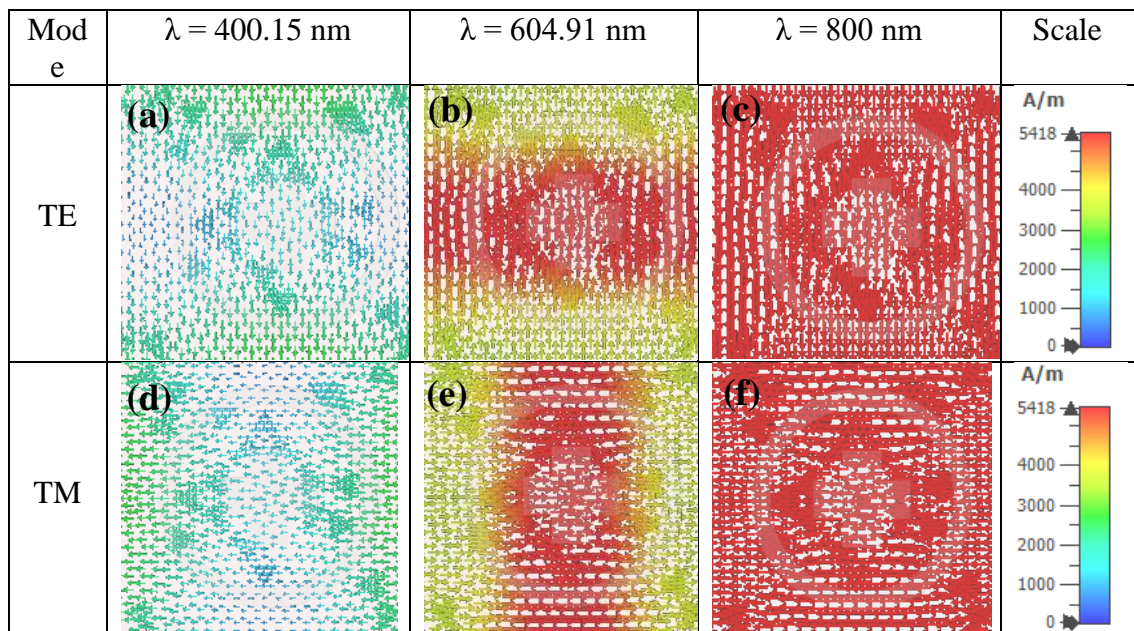 Mod
e
λ = 400.15 nm
λ = 604.91 nm
λ = 800 nm
Scale
TE
(a)
(b)
(c)
A/m
5418
4000
3000
2000
1000
0
TM
(d)
(e)
(f)
A/m
5418
4000
3000
2000
1000
0